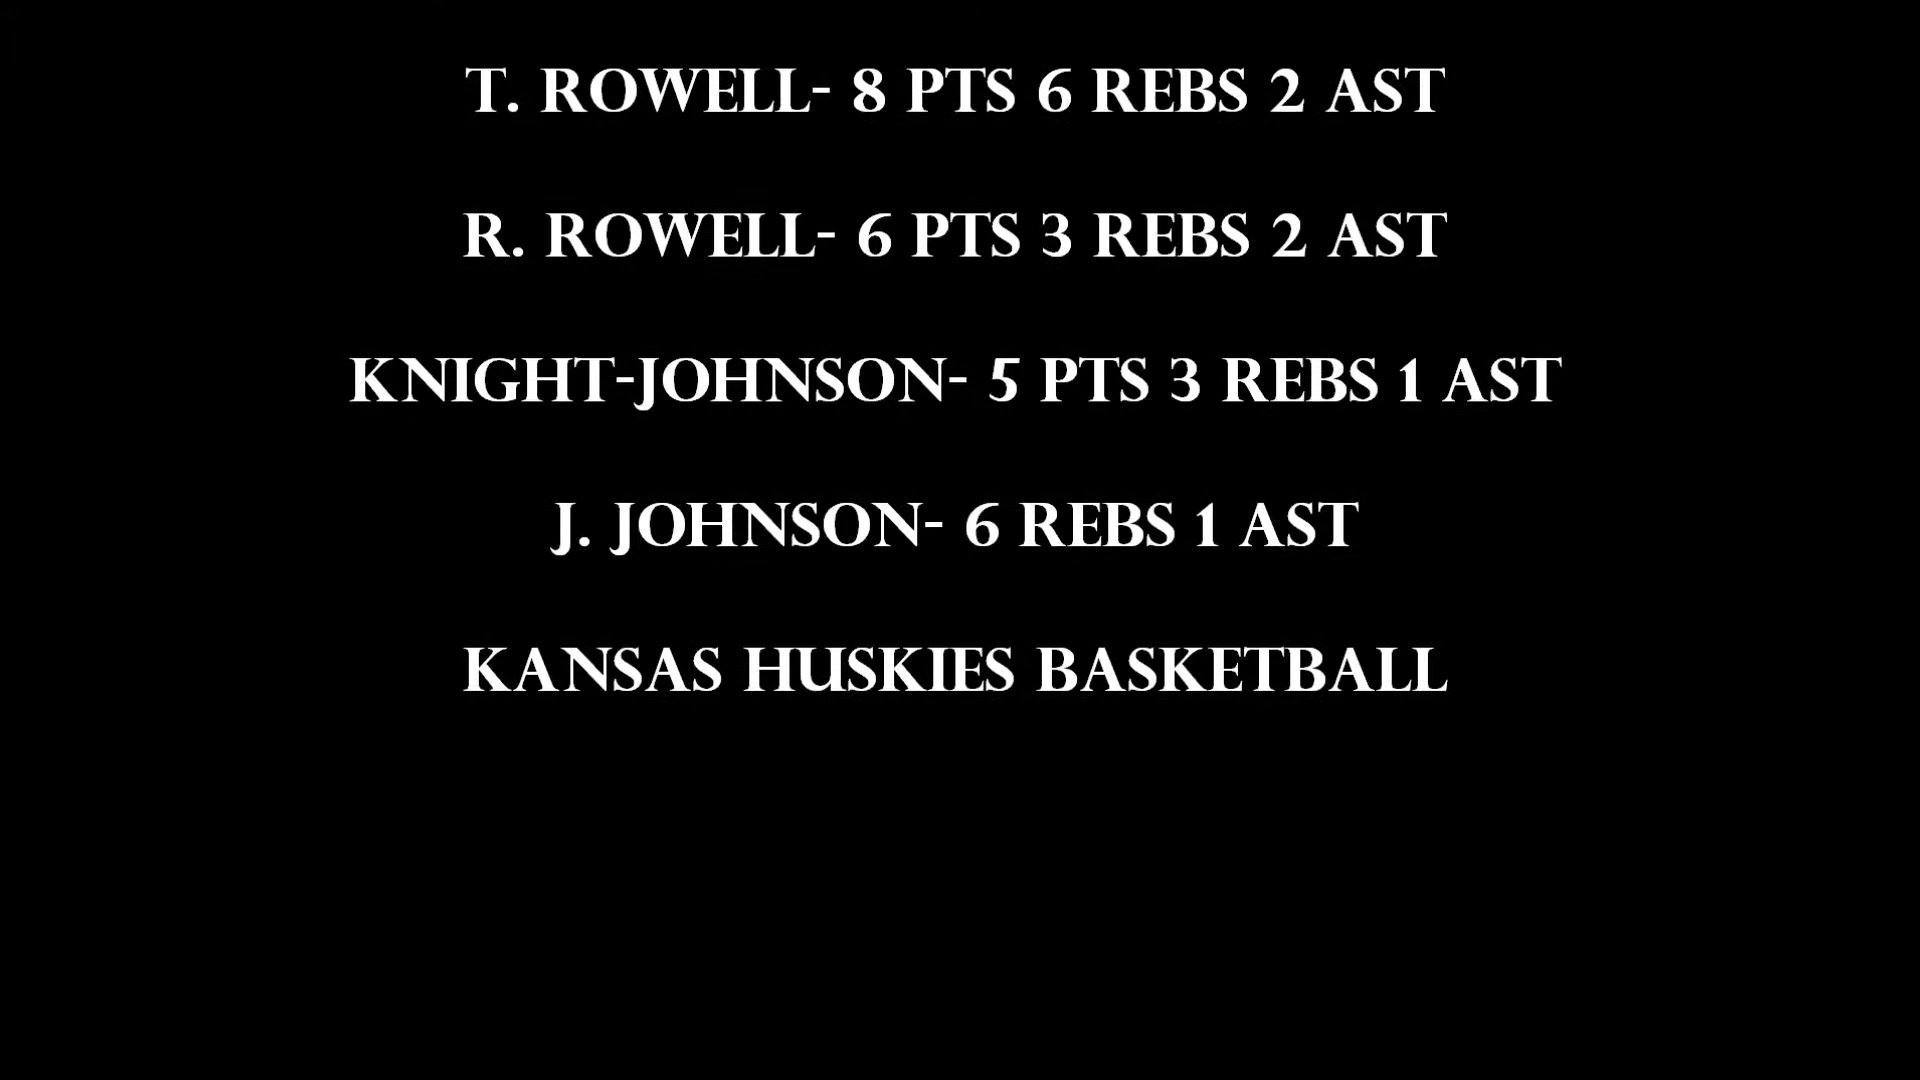 T. ROWELL- 8 PTS 6 REBS 2 AST
R. ROWELL- 6 PTS 3 REBS 2 AST
KNIGHT-JOHNSON- 5 PTS 3 REBS 1 AST
J. JOHNSON- 6 REBS 1 AST
KANSAS HUSKIES BASKETBALL